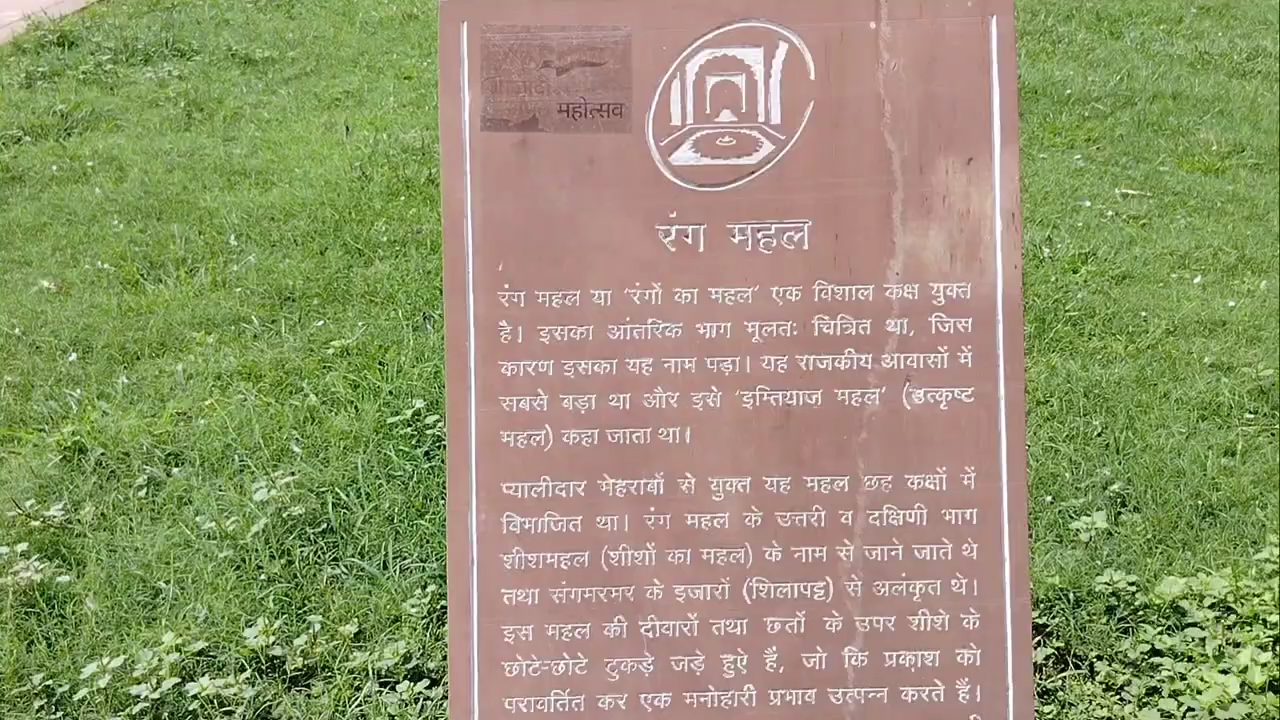 महोत्सव
रंग महल
रंग महल या 'रंगों का महल' एक विशाल कक्ष युक्त
है। इसका आंतरिक भाग मूलतः चित्रित था, जिस
कारण इसका यह नाम पड़ा। यह राजकीय आवासों में
सबसे बड़ा था और इसे 'इम्तियाज महल' (उत्कृष्ट
महल) कहा जाता था।
प्यालीदार मेहराबों से युक्त यह महल छह कक्षों में
विभाजित था। रंग महल के उत्तरी व दक्षिणी भाग
शीशमहल (शीशों का महल) के नाम से जाने जाते थे
तथा संगमरमर के इजारों (शिलापट्ट) से अलंकृत थे।
इस महल की दीवारों तथा छतों के उपर शीशे के
छोटे-छोटे टुकड़े जड़े हुऐ हैं, जो कि प्रकाश को
परावर्तित कर एक मनोहारी प्रभाव उत्पन्न करते हैं।